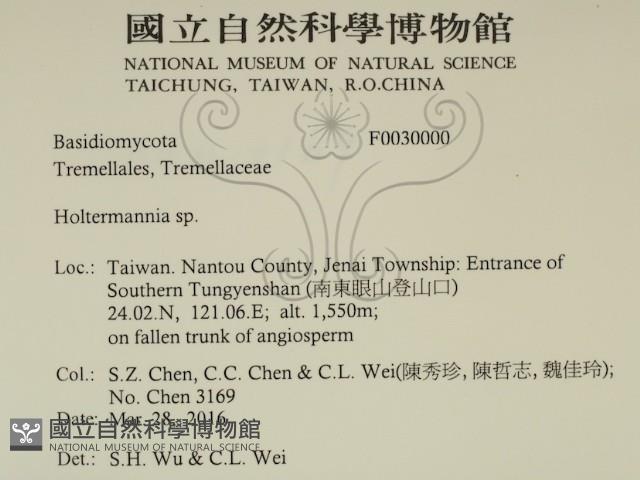 國立自然科學博物館
NATIONAL MUSEUM OF NATURAL SCIENCE
TAICHUNG, TAIWAN, R.O.CHINA
Basidiomycota F0030000
Tremellales, Tremellaceae
Holtermannia sp.
Loc.: Taiwan. Nantou County, Jenai Township: Entrance of
Southern Tungyenshan (南東眼山登山口)
24.02.N, 121.06.E; alt. 1,550m;
on fallen trunk of angiosperm
Col.: S.Z. Chen, C.C. Chen & C.L. Wei(陳秀珍, 陳哲志, 魏佳玲);
No. Chen 3169
Date: Mar. 28, 2016
國立自然科學博物館
NATIONAL MUSEUM OF NATURAL SCIENCE
Det.: S.H. Wu & C.L. Wei